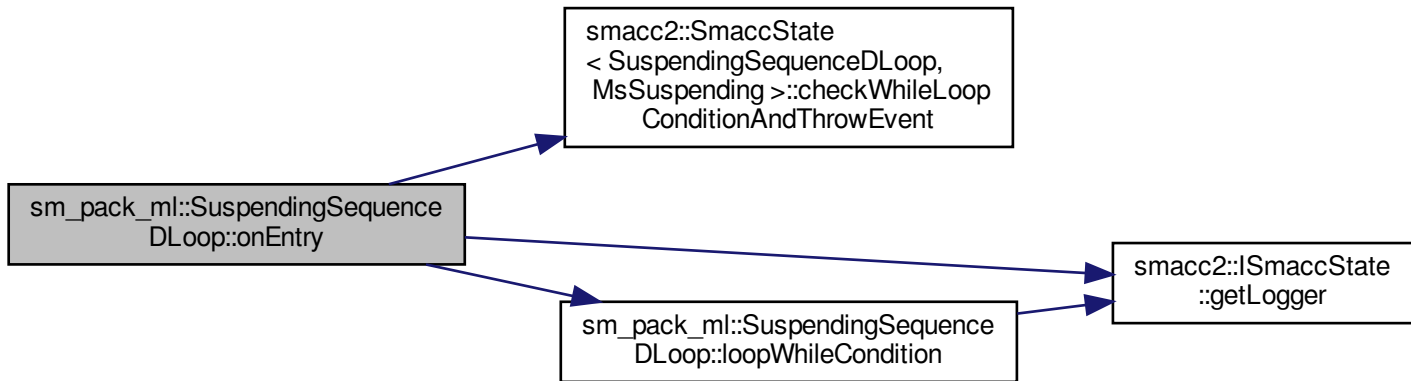 smacc2::SmaccState
< SuspendingSequenceDLoop,
MsSuspending >::checkWhileLoop
ConditionAndThrowEvent
sm_pack_ml::SuspendingSequence
DLoop::onEntry
smacc2::ISmaccState
::getLogger
sm_pack_ml::SuspendingSequence
DLoop::loopWhileCondition